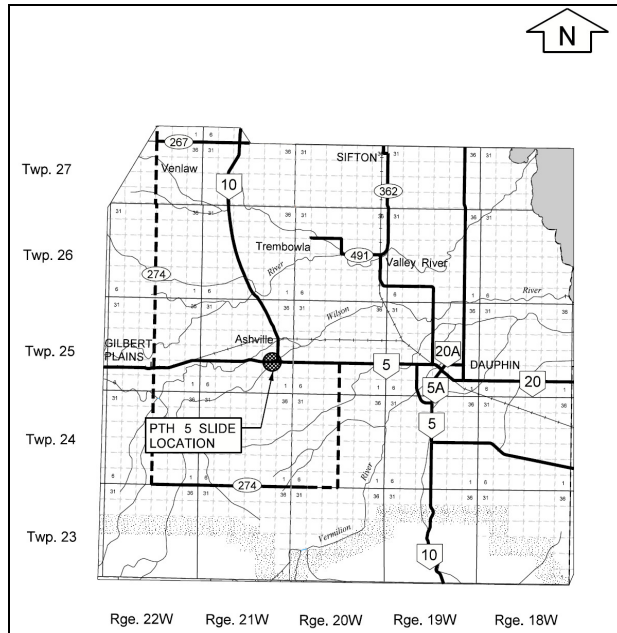 N
Twp. 27
Twp. 26
Twp. 25
Twp. 24
Twp. 23
267
Venlaw
10
SIFTON
362
Trembowla
491
Valley River
River
River
274
Wilson
Ashville
GILBERT
PLAINS
20A
DAUPHIN
5
5A
20
PTH 5 SLIDE
LOCATION
5
274
River
Vermilion
10
Rge. 22W Rge. 21W Rge. 20W Rge. 19W Rge. 18W